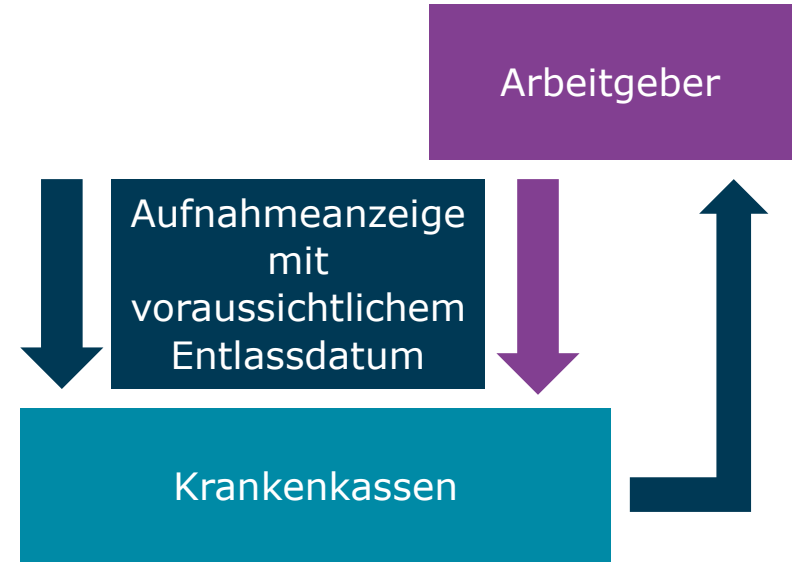 Arbeitgeber
Aufnahmeanzeige
mit
voraussichtlichem
Entlassdatum
Krankenkassen